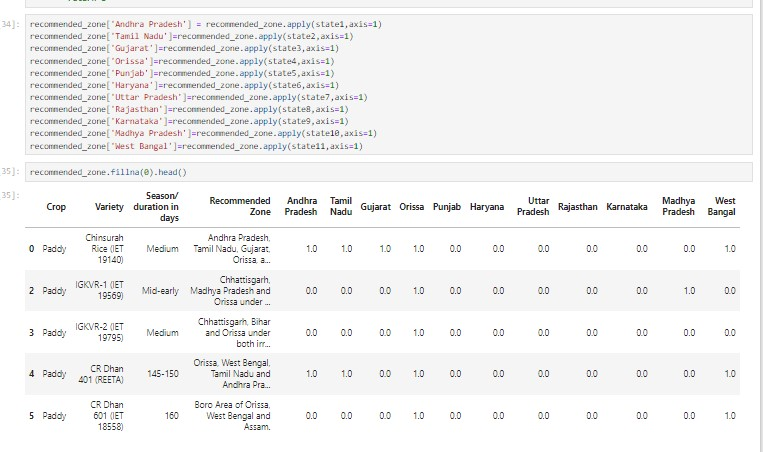 34]:
recommended_zone['Andhra Pradesh'] = recommended_zone.apply(state1,axis=1)
recommended_zone['Tamil Nadu']=recommended_zone.apply(state2,axis=1)
recommended_zone['Gujarat']=recommended_zone.apply(state3,axis=1)
recommended_zone['Orissa']=recommended_zone.apply(state4,axis=1)
recommended_zone['Punjab']=recommended_zone.apply(state5,axis=1)
recommended_zone['Haryana']=recommended_zone.apply(state6,axis=1)
recommended_zone['Uttar Pradesh']=recommended_zone.apply(state7,axis=1)
recommended_zone['Rajasthan']=recommended_zone.apply(state8,axis=1)
recommended_zone['Karnataka']=recommended_zone.apply(state9,axis=1)
recommended_zone['Madhya Pradesh']=recommended_zone.apply(state10,axis=1)
recommended_zone['West Bangal']=recommended_zone.apply(state11,axis=1)
35]: recommended_zone.fillna(0).head()
35]:
Crop Variety Season/ duration in days Recommended Zone Andhra Pradesh Tamil Nadu Gujarat Orissa Punjab Haryana Uttar Pradesh Rajasthan Karnataka Madhya Pradesh West Bangal
0 Paddy Chinsurah Rice (IET 19140) Medium Andhra Pradesh, Tamil Nadu, Gujarat, Orissa, a... 1.0 1.0 1.0 1.0 0.0 0.0 0.0 0.0 0.0 0.0 1.0
2 Paddy IGKVR-1 (IET 19569) Mid-early Chhattisgarh, Madhya Pradesh and Orissa under ... 0.0 0.0 0.0 1.0 0.0 0.0 0.0 0.0 0.0 1.0 0.0
3 Paddy IGKVR-2 (IET 19795) Medium Chhattisgarh, Bihar and Orissa under both irr... 0.0 0.0 0.0 1.0 0.0 0.0 0.0 0.0 0.0 0.0 0.0
4 Paddy CR Dhan 401 (REETA) 145-150 Orissa, West Bengal, Tamil Nadu and Andhra Pra... 1.0 1.0 0.0 1.0 0.0 0.0 0.0 0.0 0.0 0.0 1.0
5 Paddy CR Dhan 601 (IET 18558) 160 Boro Area of Orissa, West Bengal and Assam. 0.0 0.0 0.0 1.0 0.0 0.0 0.0 0.0 0.0 0.0 1.0